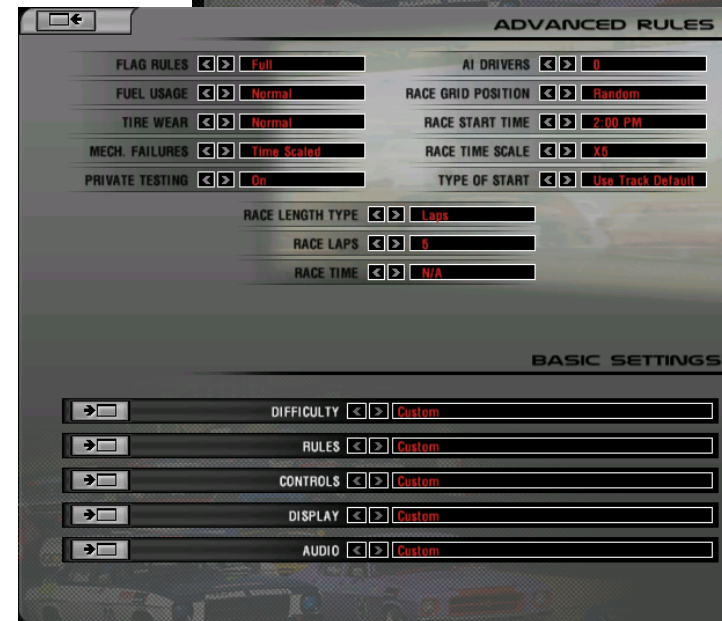 ADVANCED RULES
FLAG RULES Full AI DRIVERS 0
FUEL USAGE Normal RACE GRID POSITION Random
TIRE WEAR Normal RACE START TIME 2:00 PM
MECH. FAILURES Time Scaled RACE TIME SCALE X5
PRIVATE TESTING On TYPE OF START Use Track Default
RACE LENGTH TYPE Laps
RACE LAPS 5
RACE TIME N/A
BASIC SETTINGS
DIFFICULTY Custom
RULES Custom
CONTROLS Custom
DISPLAY Custom
AUDIO Custom